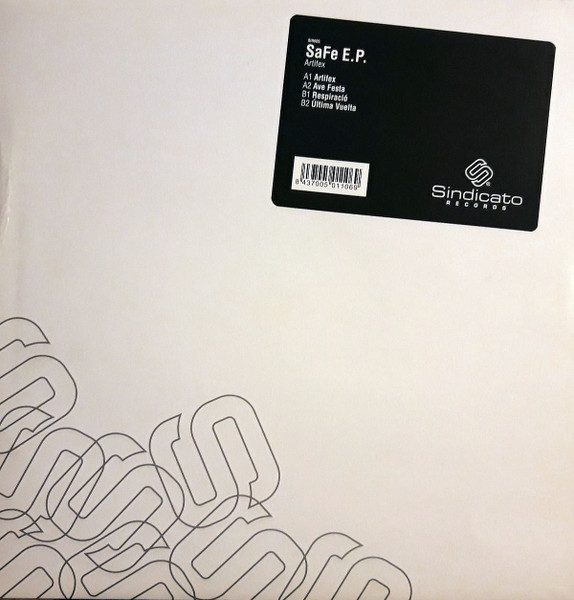 SaFe E.P.
Artifex
A1 Artifex
A2 Ave Festa
B1 Respiració
B2 Última Vuelta
8 437005 011069
Sindicato
RECORDS